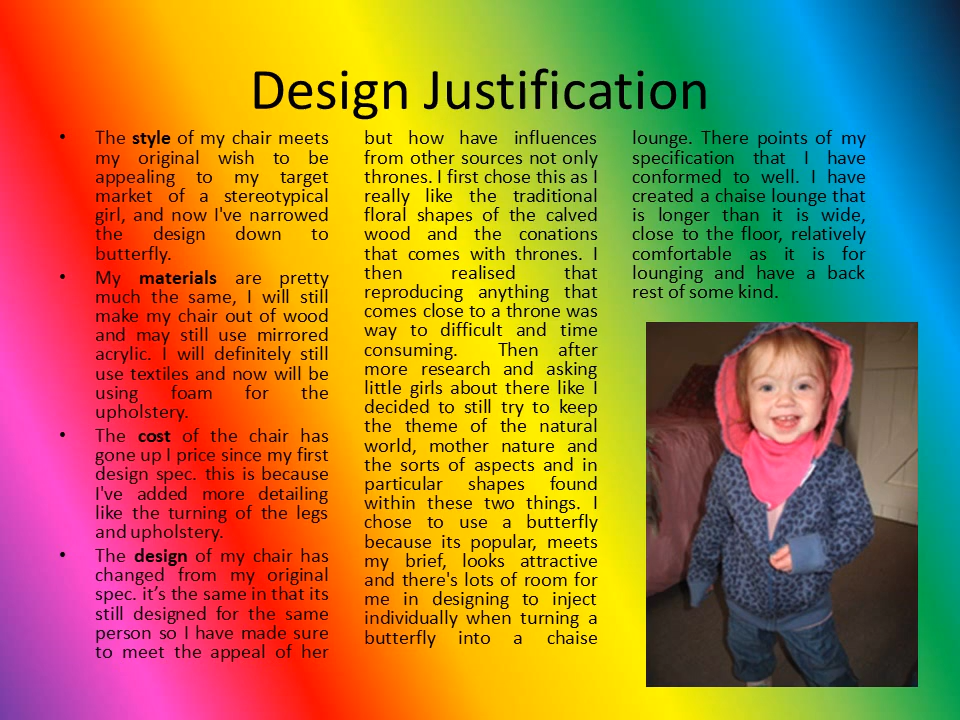 Design Justification
• The style of my chair meets
my original wish to be
appealing to my target
market of a stereotypical
girl, and now I've narrowed
the design down to
butterfly.
• My materials are pretty
much the same, I will still
make my chair out of wood
and may still use mirrored
acrylic. I will definitely still
use textiles and now will be
using foam for the
upholstery.
• The cost of the chair has
gone up I price since my first
design spec. this is because
I've added more detailing
like the turning of the legs
and upholstery.
• The design of my chair has
changed from my original
spec. it’s the same in that its
still designed for the same
person so I have made sure
to meet the appeal of her
but how have influences
from other sources not only
thrones. I first chose this as I
really like the traditional
floral shapes of the calved
wood and the conations
that comes with thrones. I
then realised that
reproducing anything that
comes close to a throne was
way to difficult and time
consuming. Then after
more research and asking
little girls about there like I
decided to still try to keep
the theme of the natural
world, mother nature and
the sorts of aspects and in
particular shapes found
within these two things. I
chose to use a butterfly
because its popular, meets
my brief, looks attractive
and there's lots of room for
me in designing to inject
individually when turning a
butterfly into a chaise
lounge. There points of my
specification that I have
conformed to well. I have
created a chaise lounge that
is longer than it is wide,
close to the floor, relatively
comfortable as it is for
lounging and have a back
rest of some kind.